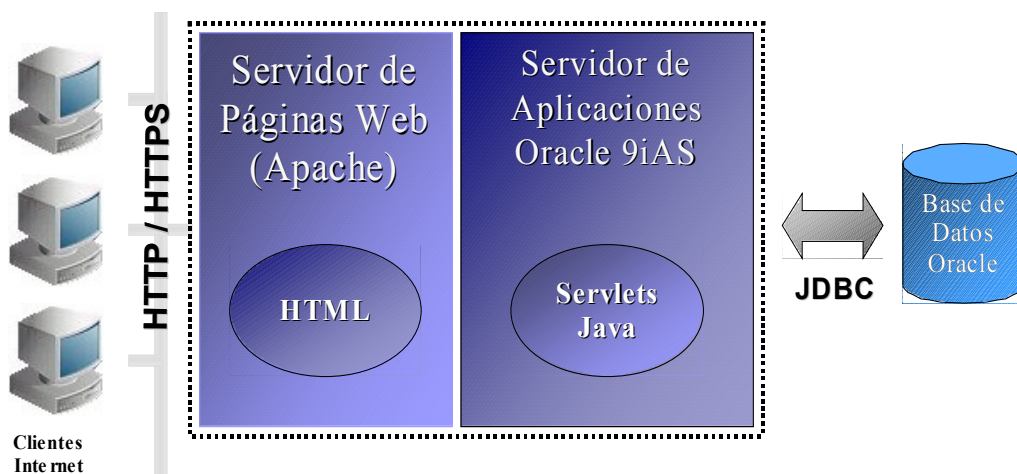 Clientes
Internet
HTTP / HTTPS
Servidor de
Páginas Web
(Apache)
HTML
Servidor de
Aplicaciones
Oracle 9iAS
Servlets
Java
JDBC
Base de
Datos
Oracle